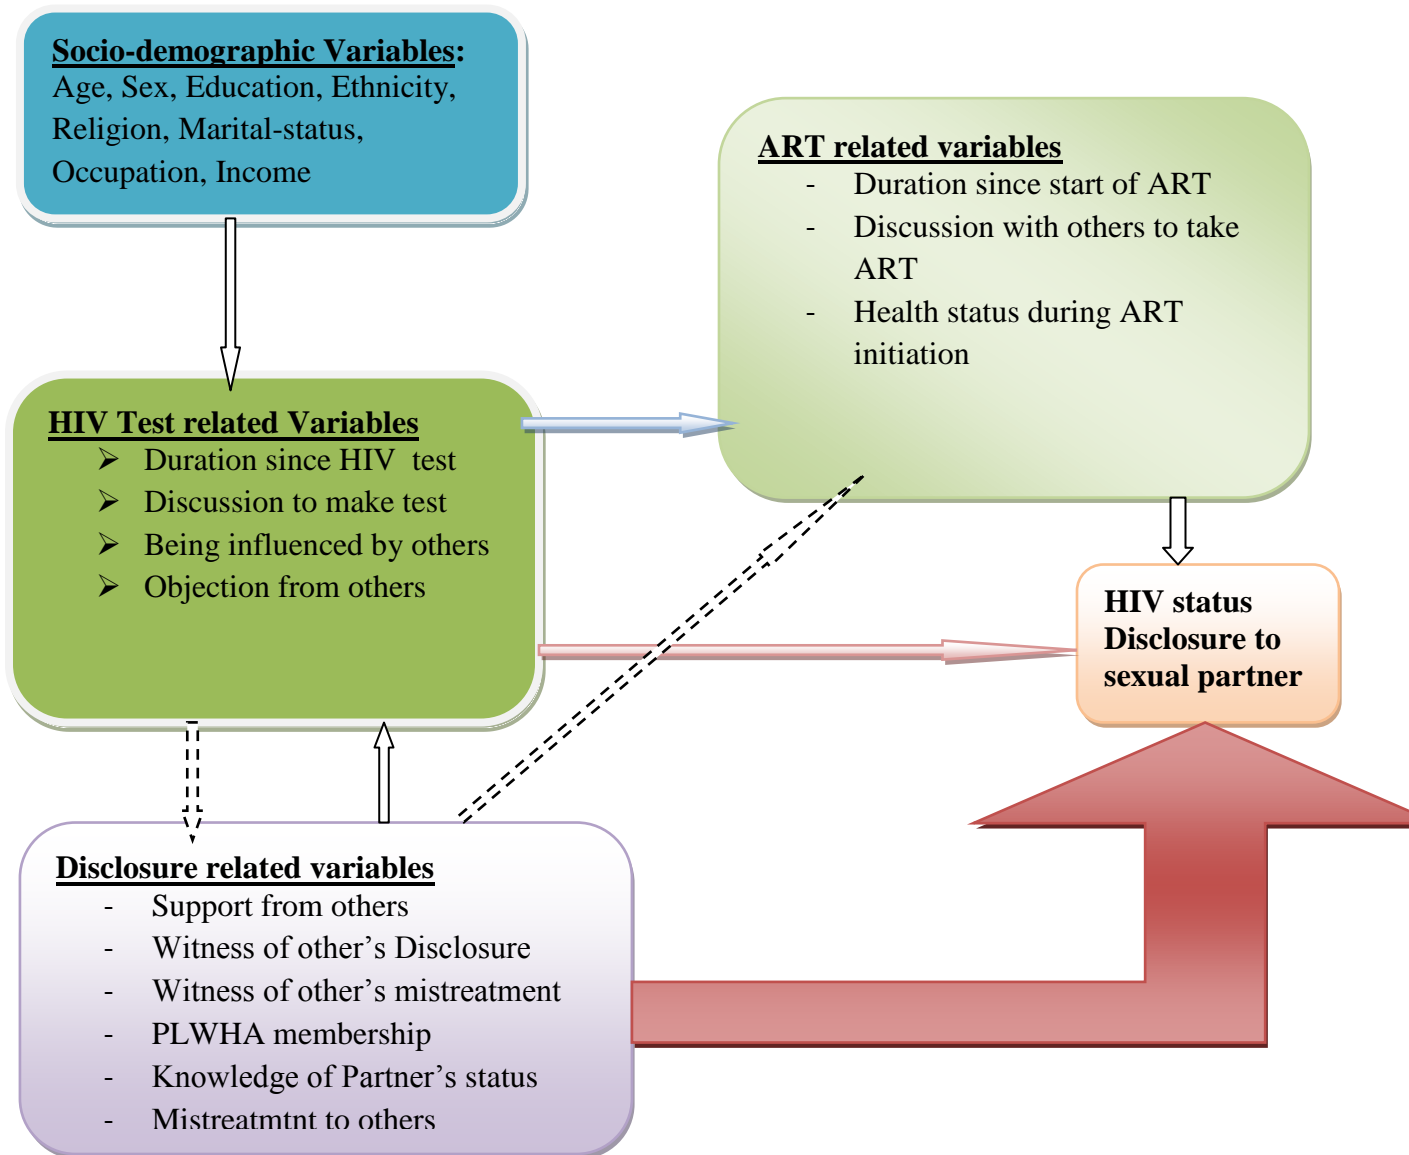 Socio-demographic Variables:
Age, Sex, Education, Ethnicity,
Religion, Marital-status,
Occupation, Income
ART related variables
- Duration since start of ART
- Discussion with others to take
ART
- Health status during ART
initiation
HIV Test related Variables
➢ Duration since HIV test
➢ Discussion to make test
➢ Being influenced by others
➢ Objection from others
HIV status
Disclosure to
sexual partner
Disclosure related variables
- Support from others
- Witness of other’s Disclosure
- Witness of other’s mistreatment
- PLWHA membership
- Knowledge of Partner’s status
- Mistreatmtnt to others